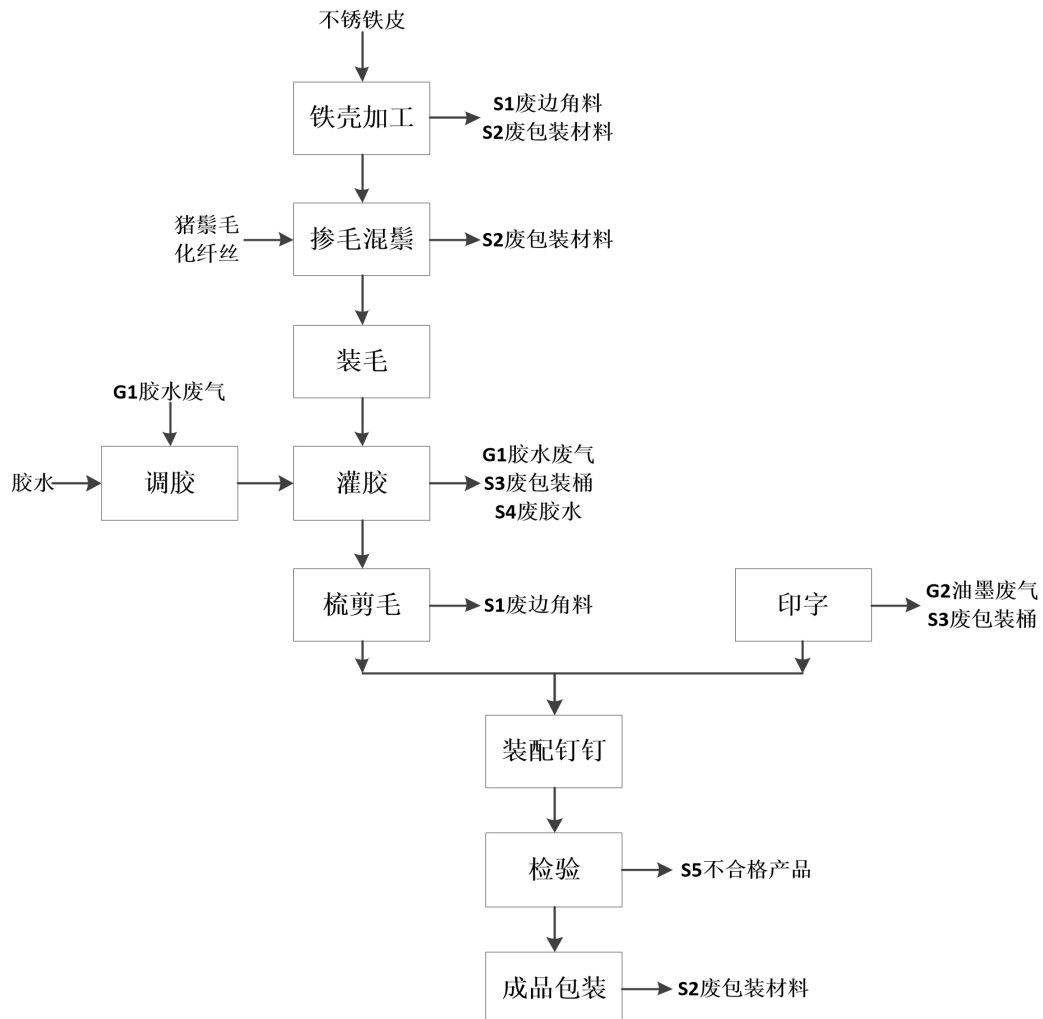 不锈铁皮
铁壳加工
S1废边角料
S2废包装材料
猪鬃毛
化纤丝
掺毛混鬃
S2废包装材料
装毛
G1胶水废气
胶水
调胶
灌胶
G1胶水废气
S3废包装桶
S4废胶水
梳剪毛
S1废边角料
印字
G2油墨废气
S3废包装桶
装配钉钉
检验
S5不合格产品
成品包装
S2废包装材料